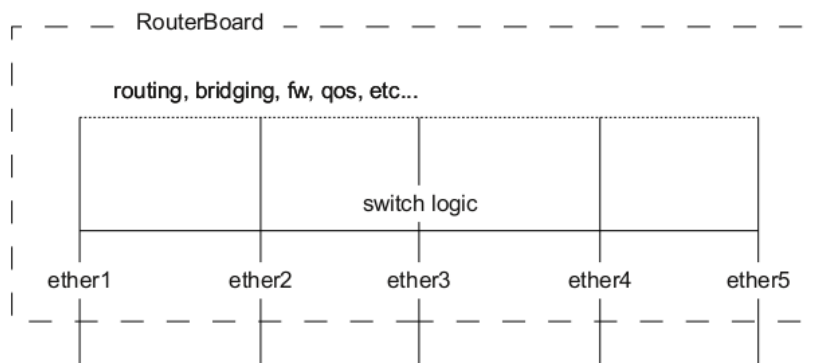 RouterBoard
routing, bridging, fw, qos, etc...
switch logic
ether1 ether2 ether3 ether4 ether5